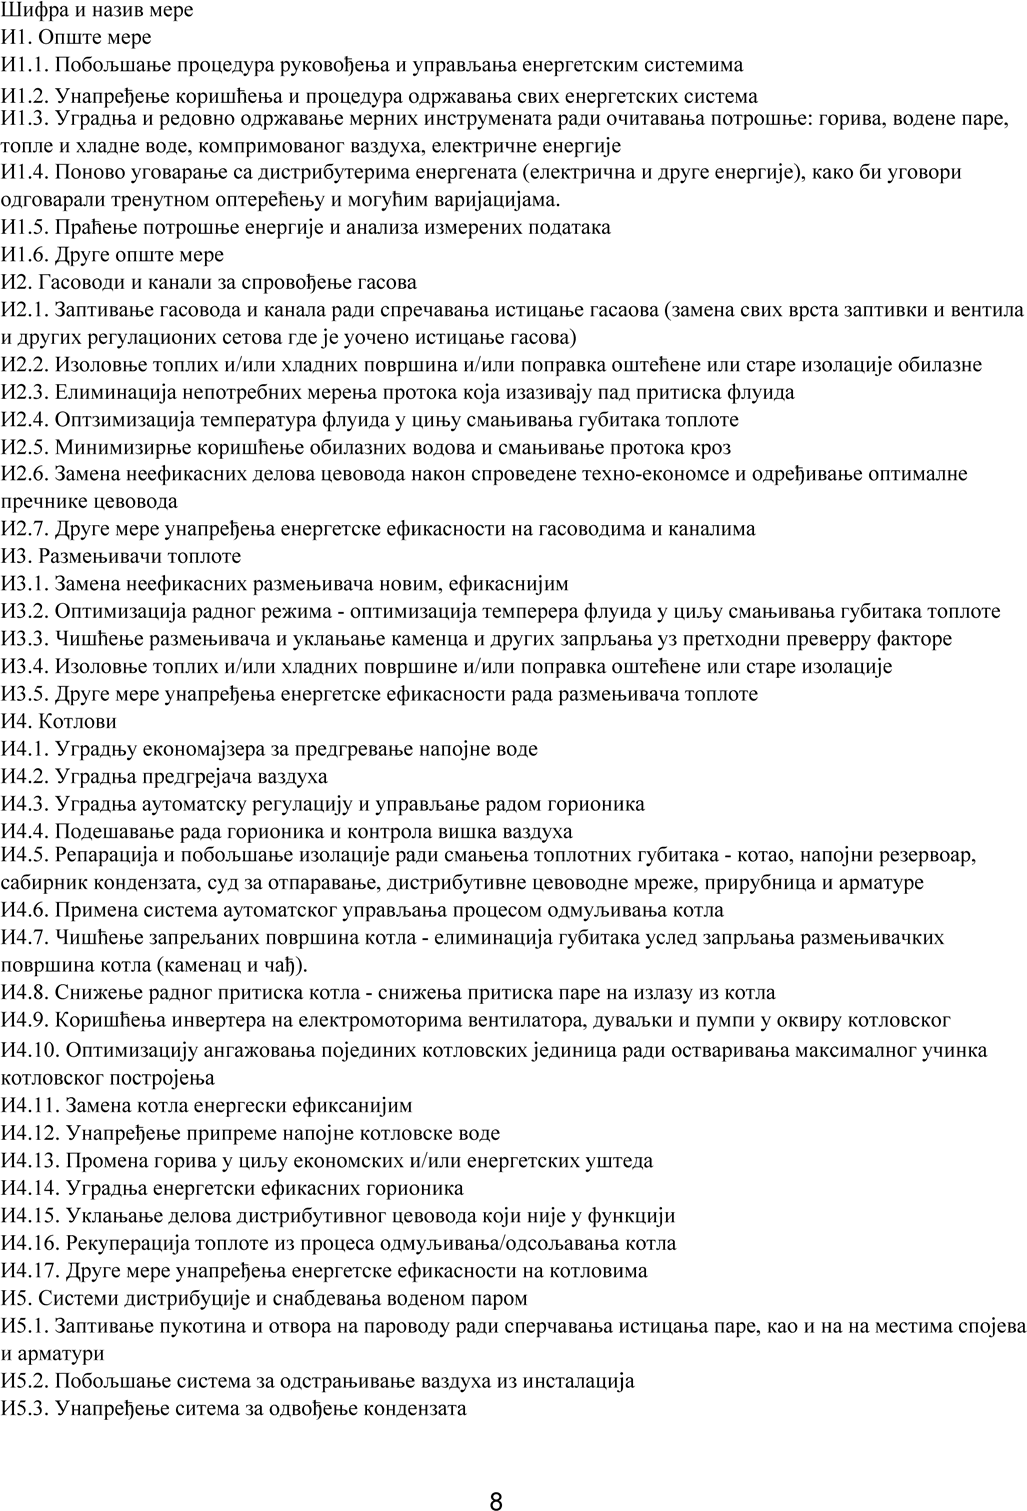 Шифра и назив мере
И1. Опште мере
И1.1. Побољшање процедура руковођења и управљања енергетским системима
И1.2. Унапређење коришћења и процедура одржавања свих енергетских система
И1.3. Уградња и редовно одржавање мерних инструмената ради очитавања потрошње: горива, водене паре,
топле и хладне воде, компримованог ваздуха, електричне енергије
И1.4. Поново уговарање са дистрибутерима енергената (електрична и друге енергије), како би уговори
одговарали тренутном оптерећењу и могућим варијацијама.
И1.5. Праћење потрошње енергије и анализа измерених података
И1.6. Друге опште мере
И2. Гасоводи и канали за спровођење гасова
И2.1. Заптивање гасовода и канала ради спречавања истицање гасаова (замена свих врста заптивки и вентила
и других регулационих сетова где је уочено истицање гасова)
И2.2. Изоловње топлих и/или хладних површина и/или поправка оштећене или старе изолације обилазне
И2.3. Елиминација непотребних мерења протока која изазивају пад притиска флуида
И2.4. Оптзимизација температура флуида у цињу смањивања губитака топлоте
И2.5. Минимизирње коришћење обилазних водова и смањивање протока кроз
И2.6. Замена неефикасних делова цевовода након спроведене техно-економсе и одређивање оптималне
пречнике цевовода
И2.7. Друге мере унапређења енергетске ефикасности на гасоводима и каналима
И3. Размењивачи топлоте
И3.1. Замена неефикасних размењивача новим, ефикаснијим
И3.2. Оптимизација радног режима - оптимизација темперера флуида у циљу смањивања губитака топлоте
И3.3. Чишћење размењивача и уклањање каменца и других запрљања уз претходни преверру факторе
И3.4. Изоловње топлих и/или хладних површине и/или поправка оштећене или старе изолације
И3.5. Друге мере унапређења енергетске ефикасности рада размењивача топлоте
И4. Котлови
И4.1. Уградњу економајзера за предгревање напојне воде
И4.2. Уградња предгрејача ваздуха
И4.3. Уградња аутоматску регулацију и управљање радом горионика
И4.4. Подешавање рада горионика и контрола вишка ваздуха
И4.5. Репарација и побољшање изолације ради смањења топлотних губитака - котао, напојни резервоар,
сабирник кондензата, суд за отпаравање, дистрибутивне цевоводне мреже, прирубница и арматуре
И4.6. Примена система аутоматског управљања процесом одмуљивања котла
И4.7. Чишћење запрељаних површина котла - елиминација губитака услед запрљања размењивачких
површина котла (каменац и чађ).
И4.8. Снижење радног притиска котла - снижења притиска паре на излазу из котла
И4.9. Коришћења инвертера на електромоторима вентилатора, дуваљки и пумпи у оквиру котловског
И4.10. Оптимизацију ангажовања појединих котловских јединица ради остваривања максималног учинка
котловског постројења
И4.11. Замена котла енергески ефиксанијим
И4.12. Унапређење припреме напојне котловске воде
И4.13. Промена горива у циљу економских и/или енергетских уштеда
И4.14. Уградња енергетски ефикасних горионика
И4.15. Уклањање делова дистрибутивног цевовода који није у функцији
И4.16. Рекуперација топлоте из процеса одмуљивања/одсољавања котла
И4.17. Друге мере унапређења енергетске ефикасности на котловима
И5. Системи дистрибуције и снабдевања воденом паром
И5.1. Заптивање пукотина и отвора на пароводу ради сперчавања истицања паре, као и на на местима спојева
и арматури
И5.2. Побољшање система за одстрањивање ваздуха из инсталација
И5.3. Унапређење ситема за одвођење кондензата
8